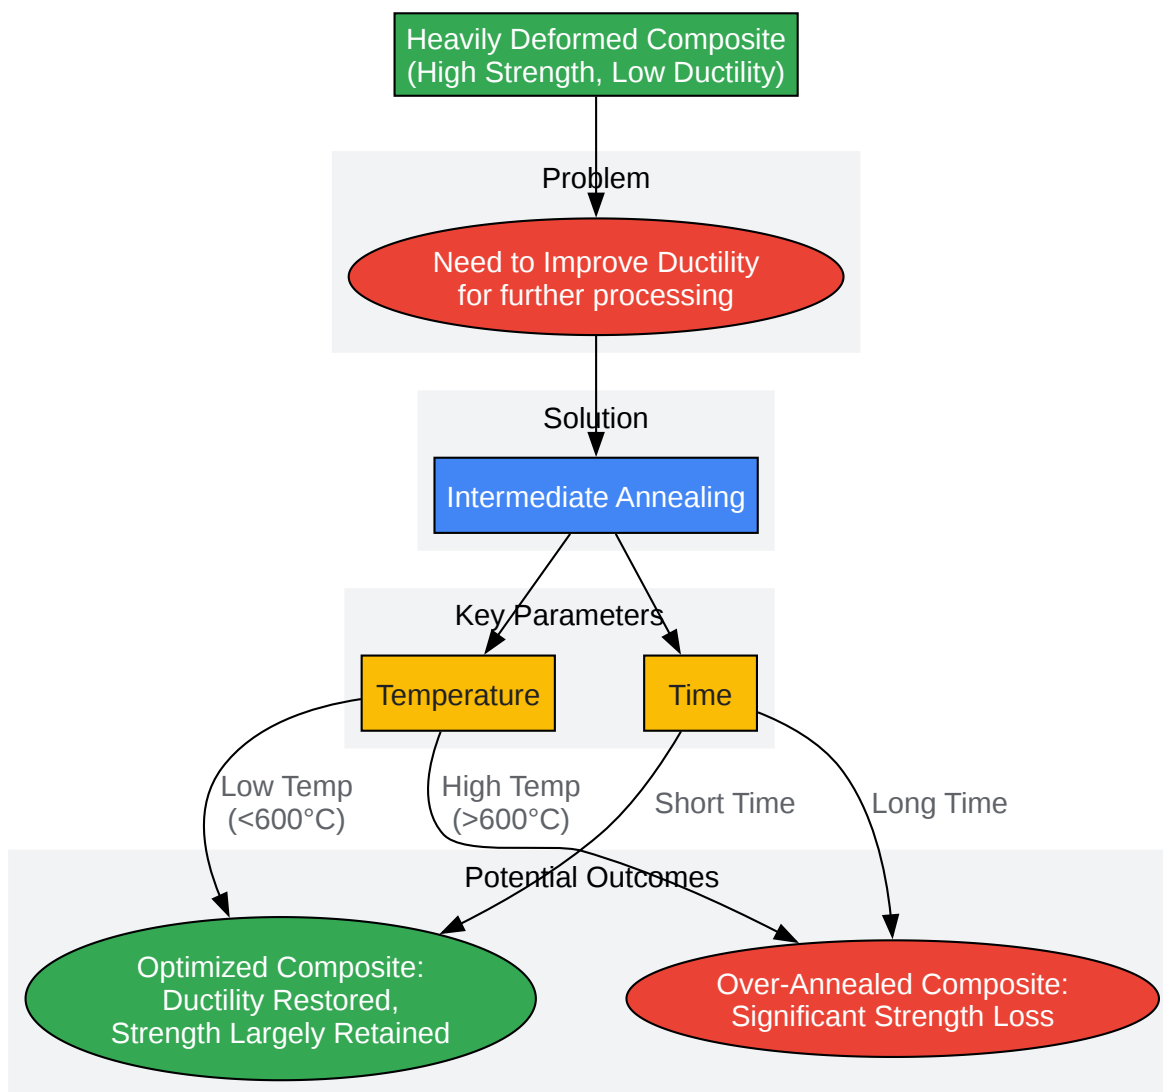 Heavily Deformed Composite
(High Strength, Low Ductility)
Problem
Need to Improve Ductility
for further processing
Solution
Intermediate Annealing
Key Parameters
Temperature
Time
Low Temp
(<600°C)
High Temp
(>600°C)
Short Time
Long Time
Potential Outcomes
Optimized Composite:
Ductility Restored,
Strength Largely Retained
Over-Annealed Composite:
Significant Strength Loss